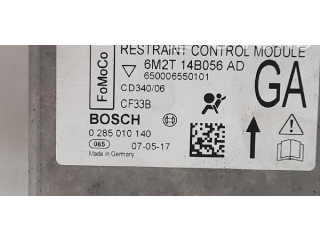 FoMoCo
RESTRAINT CONTROL MODULE
6M2T 14B056 AD
650006550101
GA
CD340/06
CF33B
BOSCH
0 285 010 140
085 07-05-17
Made in Germany